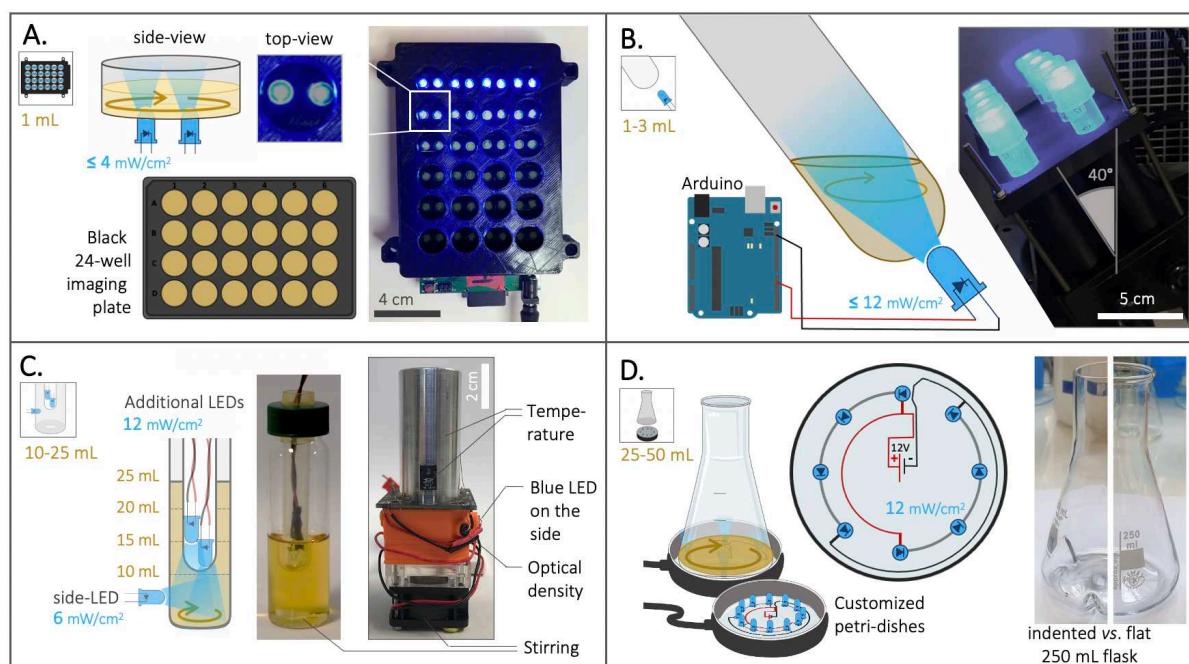 A.
side-view
top-view
1 mL
≤ 4 mW/cm²
1 2 3 4 5 6
A
B
C
D
Black
24-well
imaging
plate
4 cm
B.
1-3 mL
Arduino
≤ 12 mW/cm²
40°
5 cm
C.
Additional LEDs
12 mW/cm²
10-25 mL
25 mL
20 mL
15 mL
10 mL
side-LED
6 mW/cm²
2 cm
Tempe-
rature
Blue LED
on the
side
Optical
density
Stirring
D.
25-50 mL
12V
+ -
12 mW/cm²
Customized
petri-dishes
250
ml
indented vs. flat
250 mL flask